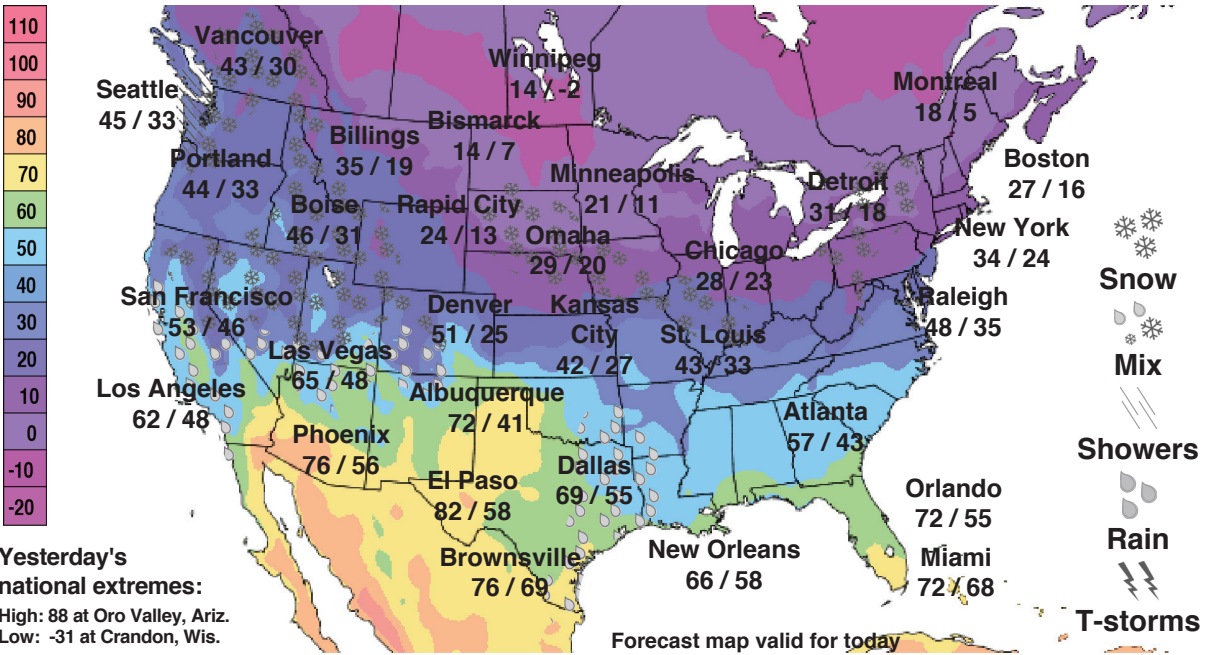 110
100
90
80
70
60
50
40
30
20
10
0
-10
-20
Vancouver
43 / 30
Winnipeg
14 / -2
Seattle
45 / 33
Montreal
18 / 5
Billings
35 / 19
Bismarck
14 / 7
Portland
44 / 33
Minneapolis
21 / 11
Detroit
31 / 18
Boston
27 / 16
Boise
46 / 31
Rapid City
24 / 13
Omaha
29 / 20
Chicago
28 / 23
New York
34 / 24
San Francisco
53 / 46
Denver
51 / 25
Kansas
City
42 / 27
St. Louis
43 / 33
Raleigh
48 / 35
Las Vegas
65 / 48
Los Angeles
62 / 48
Albuquerque
72 / 41
Atlanta
57 / 43
Phoenix
76 / 56
El Paso
82 / 58
Dallas
69 / 55
Orlando
72 / 55
Brownsville
76 / 69
New Orleans
66 / 58
Miami
72 / 68
Snow
Mix
Showers
Rain
T-storms
Yesterday's
national extremes:
High: 88 at Oro Valley, Ariz.
Low: -31 at Crandon, Wis.
Forecast map valid for today